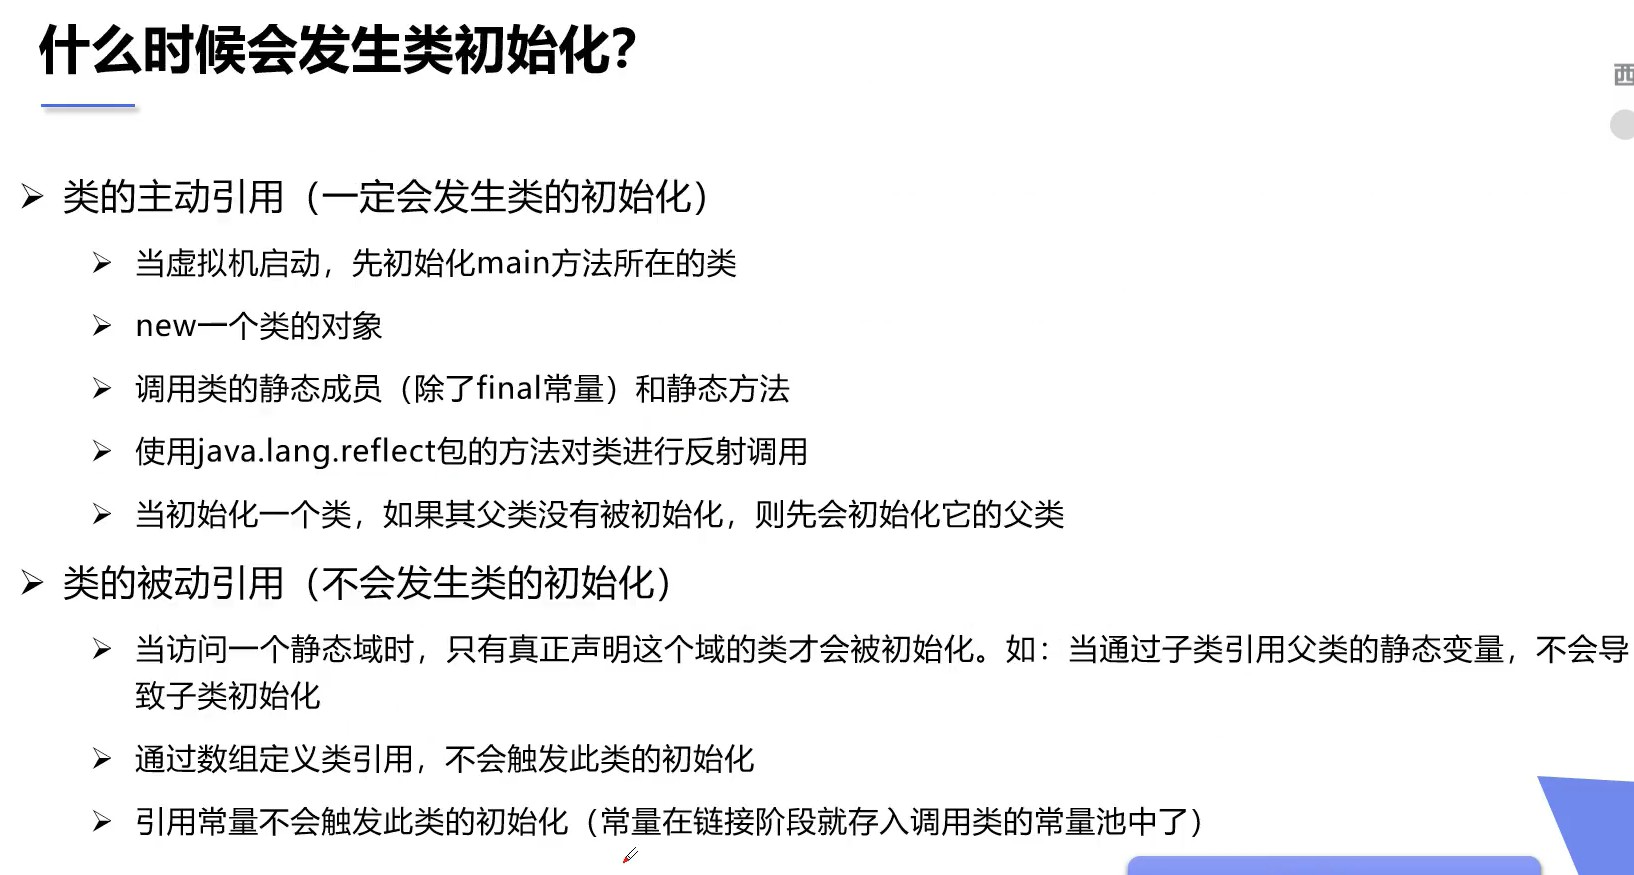 什么时候会发生类初始化？
西
类的主动引用（一定会发生类的初始化）
当虚拟机启动，先初始化main方法所在的类
new一个类的对象
调用类的静态成员（除了final常量）和静态方法
使用java.lang.reflect包的方法对类进行反射调用
当初始化一个类，如果其父类没有被初始化，则先会初始化它的父类
类的被动引用（不会发生类的初始化）
当访问一个静态域时，只有真正声明这个域的类才会被初始化。如：当通过子类引用父类的静态变量，不会导
致子类初始化
通过数组定义类引用，不会触发此类的初始化
引用常量不会触发此类的初始化（常量在链接阶段就存入调用类的常量池中了）